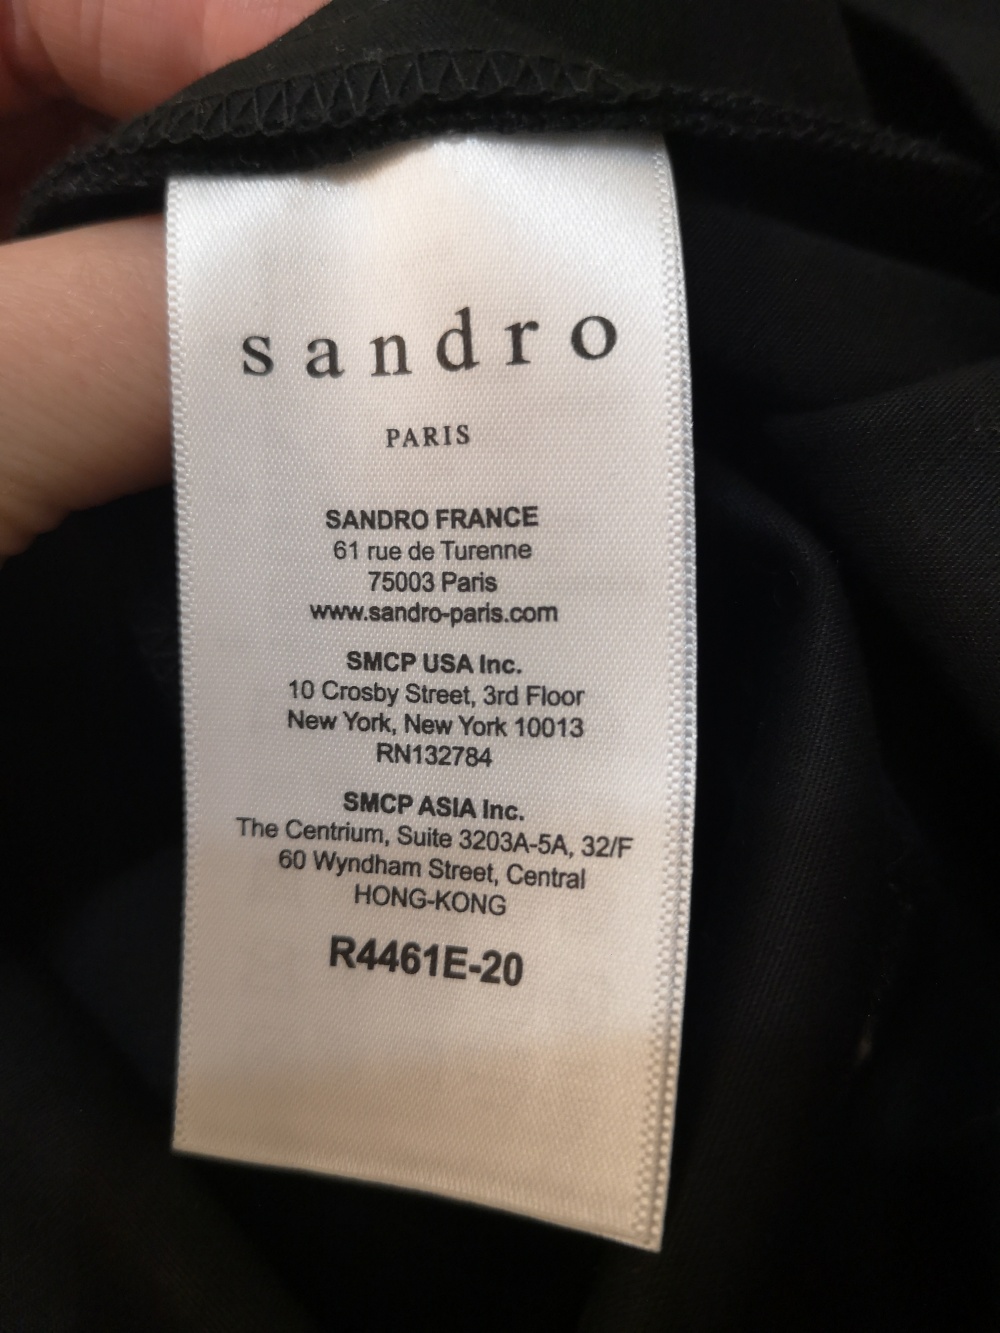 sandro
PARIS
SANDRO FRANCE
61 rue de Turenne
75003 Paris
www.sandro-paris.com
SMCP USA Inc.
10 Crosby Street, 3rd Floor
New York, New York 10013
RN132784
SMCP ASIA Inc.
The Centrium, Suite 3203A-5A, 32/F
60 Wyndham Street, Central
HONG-KONG
R4461E-20